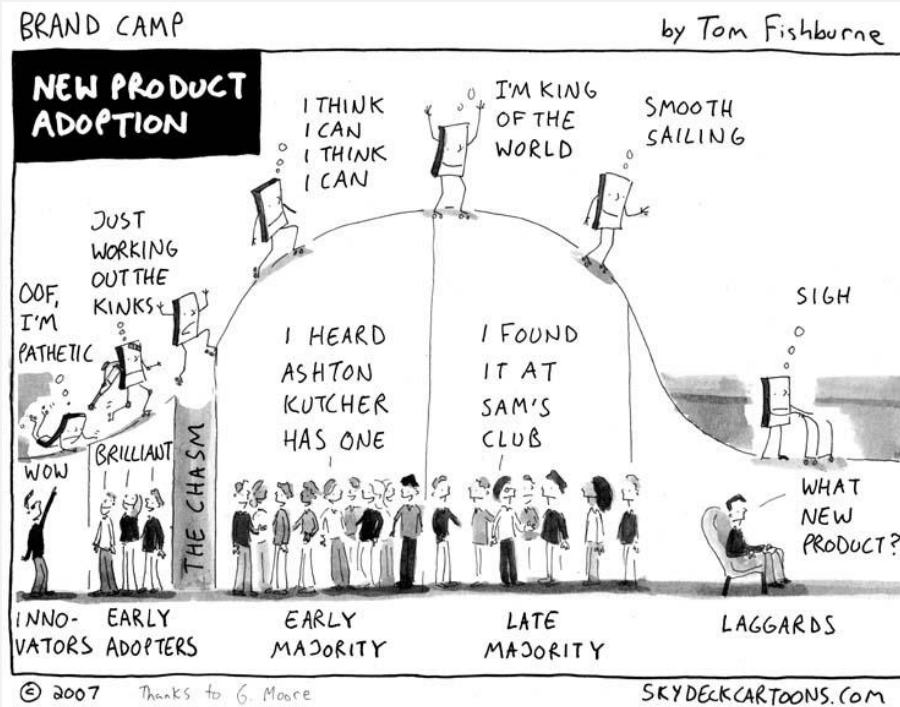 BRAND CAMP
by Tom Fishburne
NEW PRODUCT
ADOPTION
OOF,
I'M
PATHETIC
JUST
WORKING
OUT THE
KINKS
I THINK
I CAN
I THINK
I CAN
I'M KING
OF THE
WORLD
SMOOTH
SAILING
SIGH
WOW
BRILLIANT
THE CHASM
I HEARD
ASHTON
KUTCHER
HAS ONE
I FOUND
IT AT
SAM'S
CLUB
WHAT
NEW
PRODUCT?
INNO-
VATORS
EARLY
ADOPTERS
EARLY
MAJORITY
LATE
MAJORITY
LAGGARDS
© 2007
Thanks to G. Moore
SKYDECKCARTOONS.COM